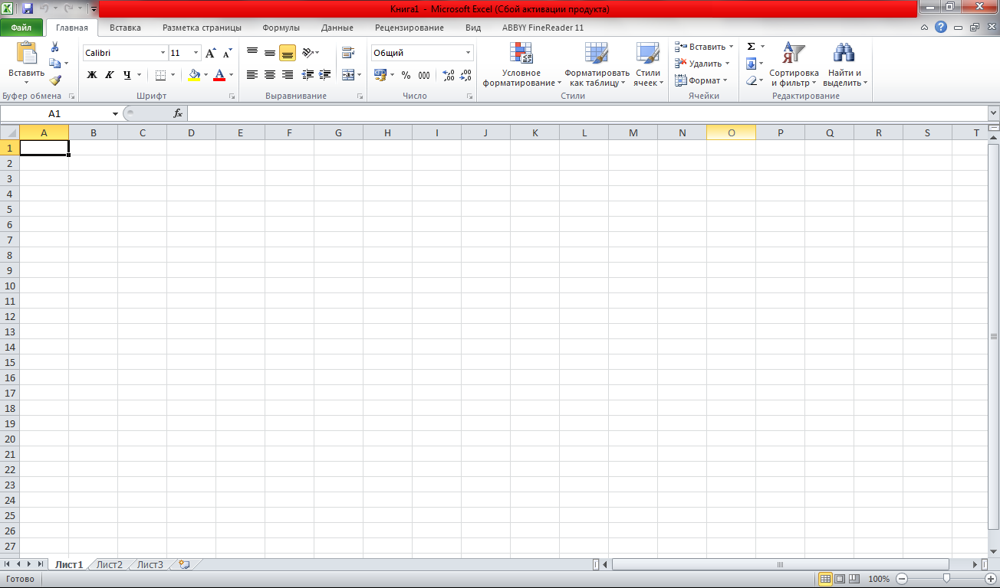 Книга1 - Microsoft Excel (Сбой активации продукта)
Файл Главная Вставка Разметка страницы Формулы Данные Рецензирование Вид ABBYY FineReader 11
Вставить
Calibri 11
Ж К Ч
А
Общий
% 000
Условное форматирование
Форматировать как таблицу
Стили ячеек
Вставить
Удалить
Формат
Σ
Сортировка и фильтр
Найти и выделить
Буфер обмена Шрифт Выравнивание Число Стили Ячейки Редактирование
A1 fx
A B C D E F G H I J K L M N O P Q R S T
1
2
3
4
5
6
7
8
9
10
11
12
13
14
15
16
17
18
19
20
21
22
23
24
25
26
27
Лист1 Лист2 Лист3
Готово 100%